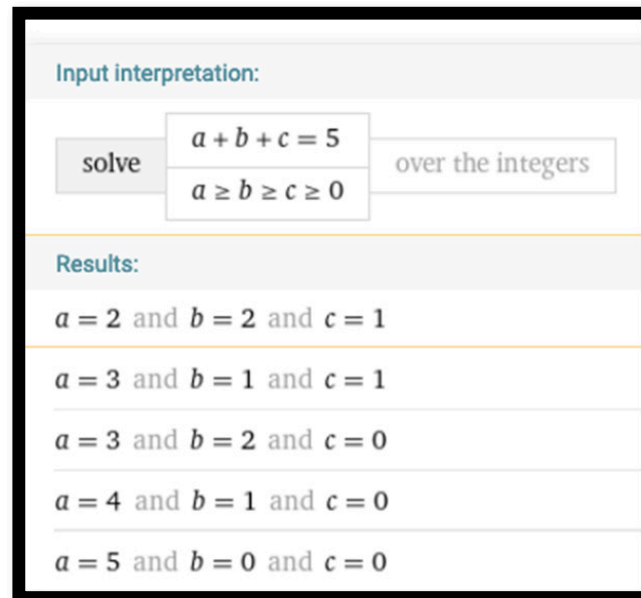 Input interpretation:
solve
a + b + c = 5
a ≥ b ≥ c ≥ 0
over the integers
Results:
a = 2 and b = 2 and c = 1
a = 3 and b = 1 and c = 1
a = 3 and b = 2 and c = 0
a = 4 and b = 1 and c = 0
a = 5 and b = 0 and c = 0